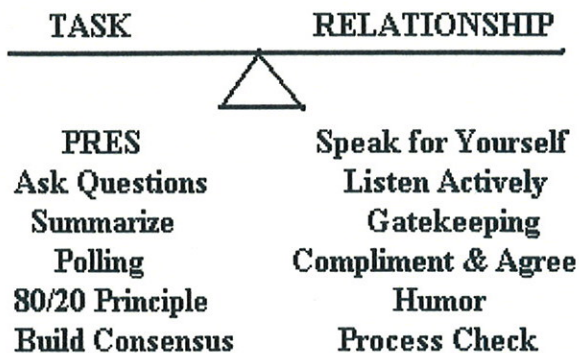 TASK RELATIONSHIP
PRES Speak for Yourself
Ask Questions Listen Actively
Summarize Gatekeeping
Polling Compliment & Agree
80/20 Principle Humor
Build Consensus Process Check